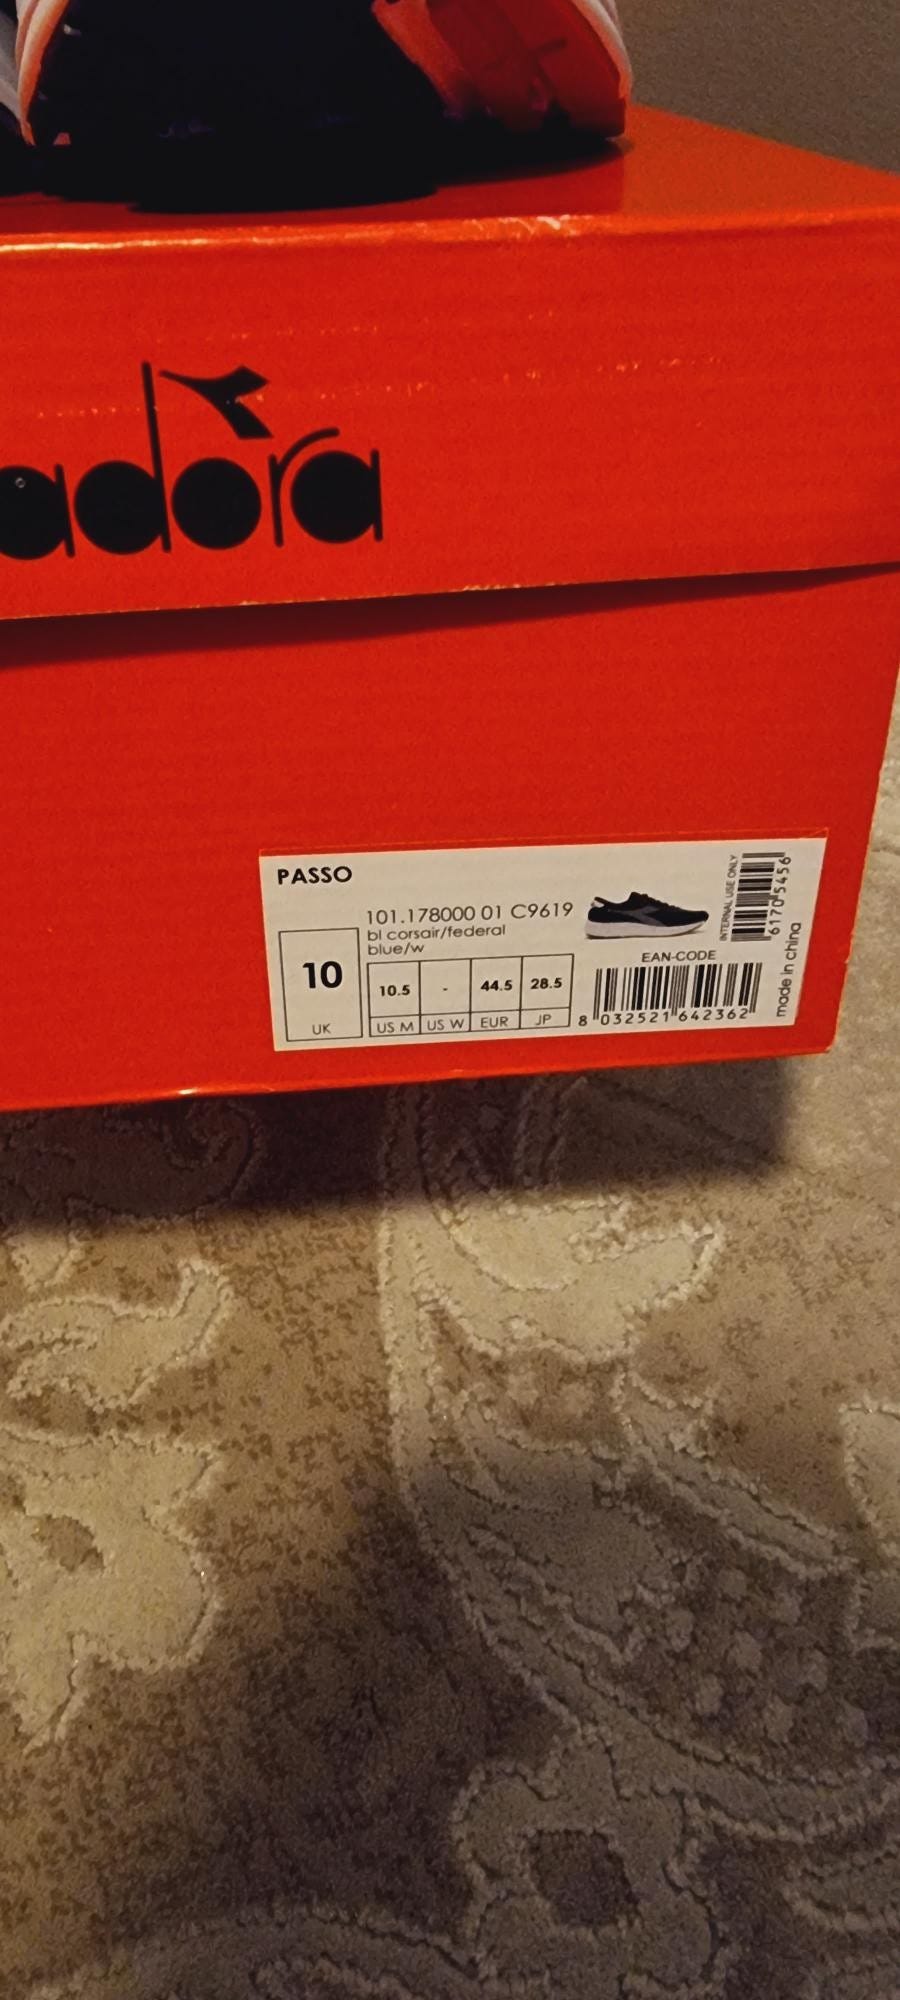 adora
PASSO
101.178000 01 C9619
bl corsair/federal
blue/w
10
UK
10.5 - 44.5 28.5
US M US W EUR JP
INTERNAL USE ONLY
61705456
EAN-CODE
8 032521 642362
made in china